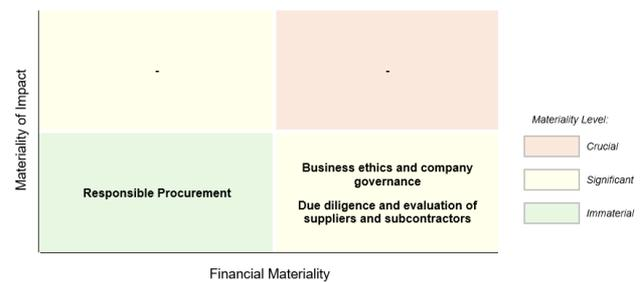 Materiality of Impact
-
-
Responsible Procurement
Business ethics and company
governance
Due diligence and evaluation of
suppliers and subcontractors
Financial Materiality
Materiality Level:
Crucial
Significant
Immaterial